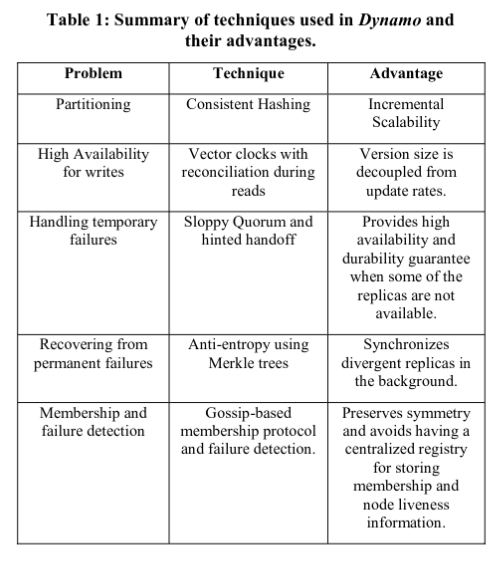 Table 1: Summary of techniques used in Dynamo and
their advantages.
Problem Technique Advantage
Partitioning Consistent Hashing Incremental
Scalability
High Availability
for writes
Vector clocks with
reconciliation during
reads
Version size is
decoupled from
update rates.
Handling temporary
failures
Sloppy Quorum and
hinted handoff
Provides high
availability and
durability guarantee
when some of the
replicas are not
available.
Recovering from
permanent failures
Anti-entropy using
Merkle trees
Synchronizes
divergent replicas in
the background.
Membership and
failure detection
Gossip-based
membership protocol
and failure detection.
Preserves symmetry
and avoids having a
centralized registry
for storing
membership and
node liveness
information.